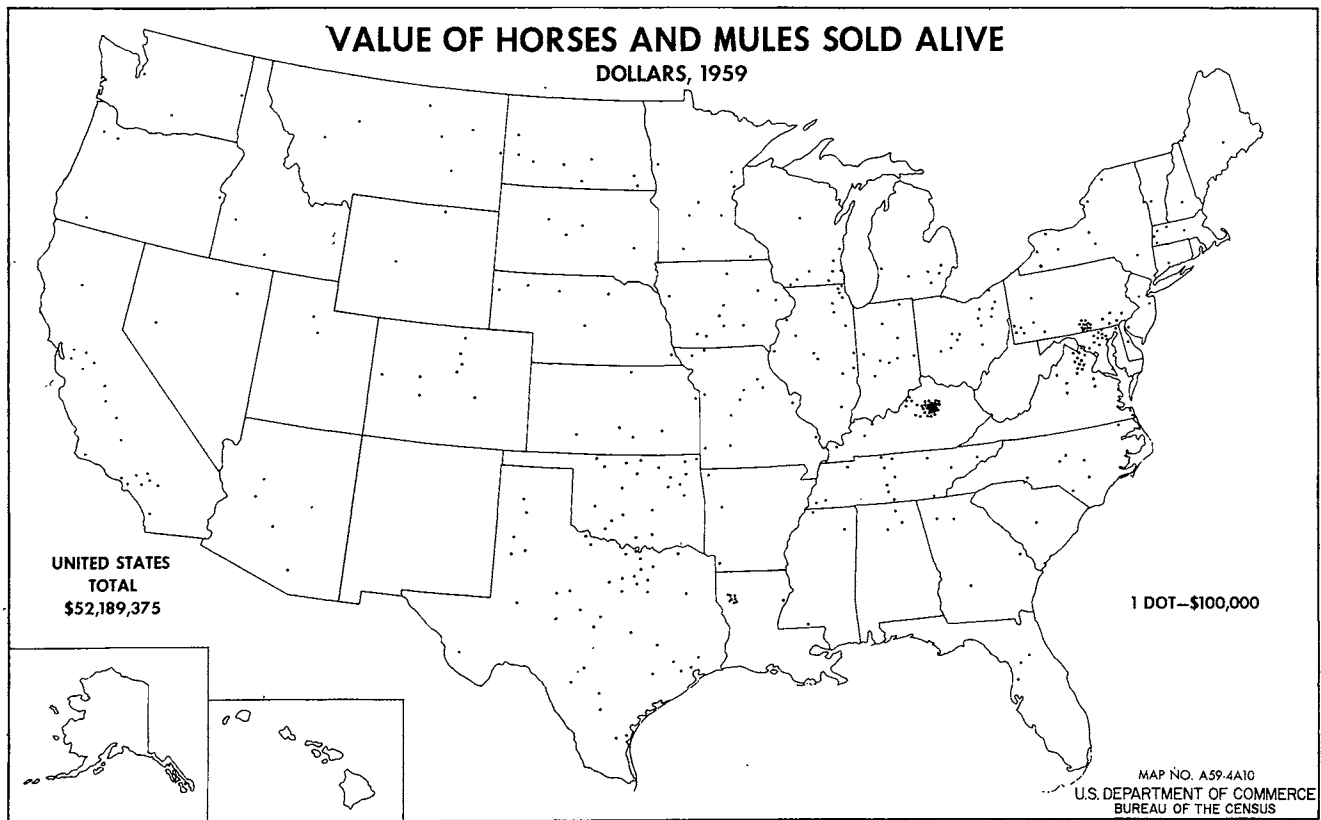 VALUE OF HORSES AND MULES SOLD ALIVE
DOLLARS, 1959
UNITED STATES
TOTAL
$52,189,375
1 DOT—$100,000
MAP NO. A59-4A10
U.S. DEPARTMENT OF COMMERCE
BUREAU OF THE CENSUS